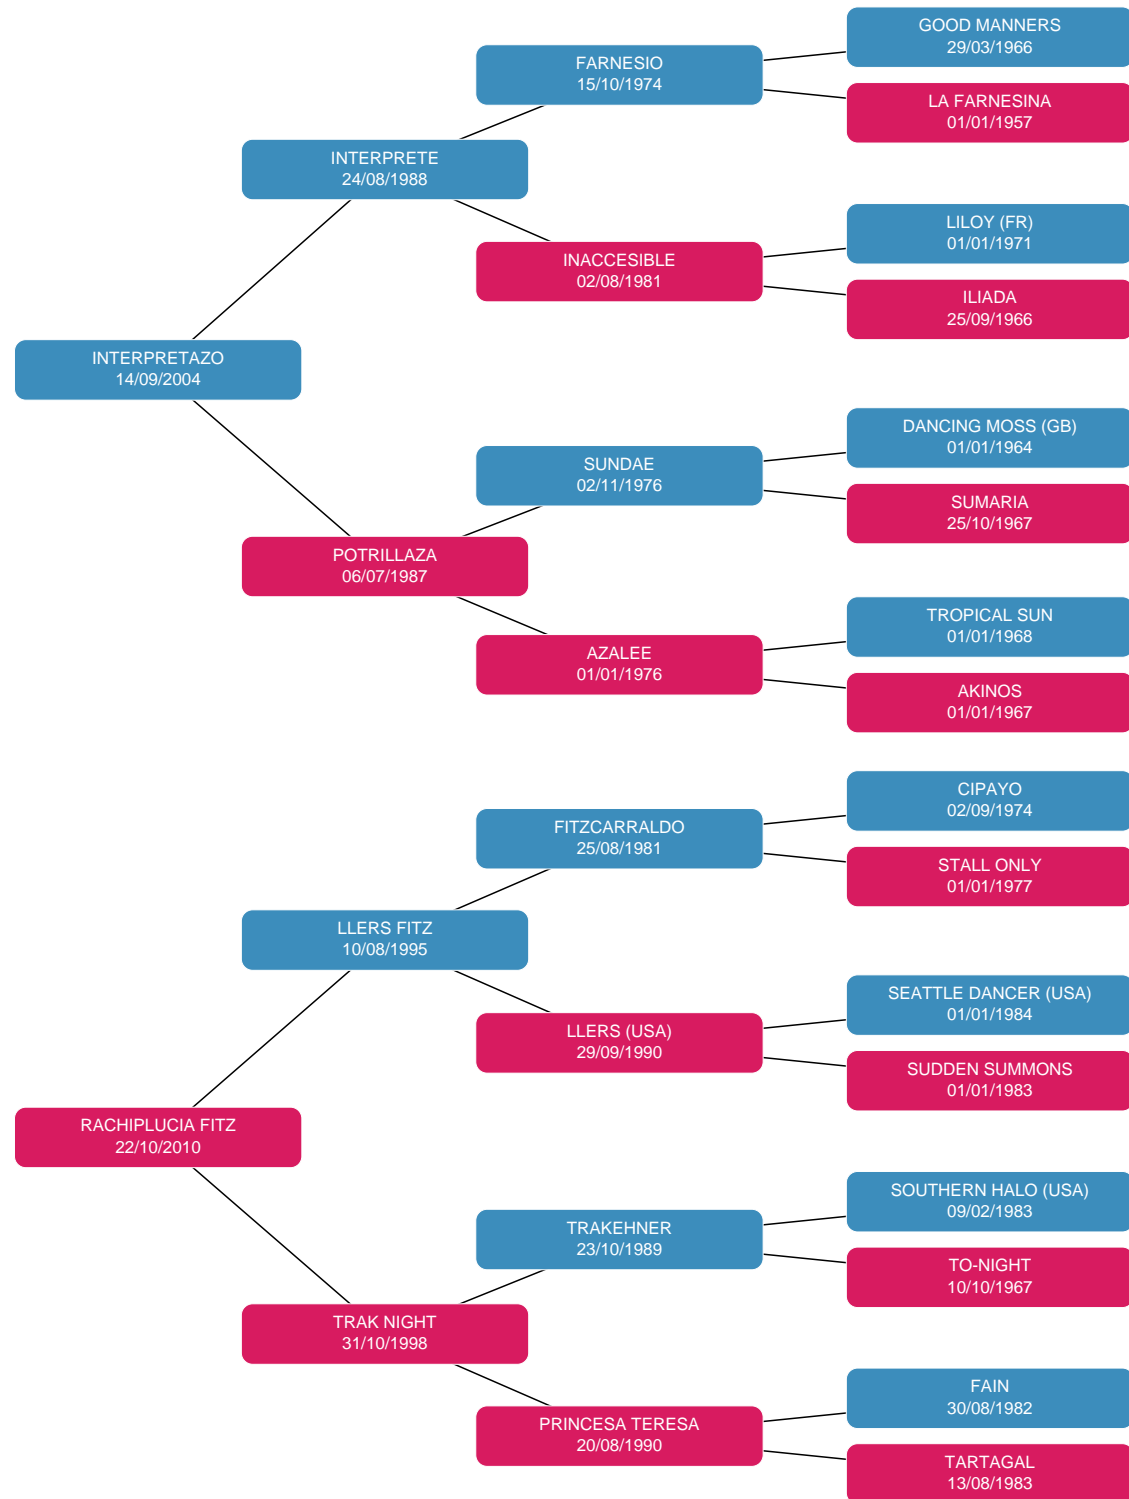 GOOD MANNERS
29/03/1966
FARNESIO
15/10/1974
LA FARNESINA
01/01/1957
INTERPRETE
24/08/1988
LILOY (FR)
01/01/1971
INACCESIBLE
02/08/1981
ILIADA
25/09/1966
INTERPRETAZO
14/09/2004
DANCING MOSS (GB)
01/01/1964
SUNDAE
02/11/1976
SUMARIA
25/10/1967
POTRILLAZA
06/07/1987
TROPICAL SUN
01/01/1968
AZALEE
01/01/1976
AKINOS
01/01/1967
CIPAYO
02/09/1974
FITZCARRALDO
25/08/1981
STALL ONLY
01/01/1977
LLERS FITZ
10/08/1995
SEATTLE DANCER (USA)
01/01/1984
LLERS (USA)
29/09/1990
SUDDEN SUMMONS
01/01/1983
RACHIPLUCIA FITZ
22/10/2010
SOUTHERN HALO (USA)
09/02/1983
TRAKEHNER
23/10/1989
TO-NIGHT
10/10/1967
TRAK NIGHT
31/10/1998
FAIN
30/08/1982
PRINCESA TERESA
20/08/1990
TARTAGAL
13/08/1983